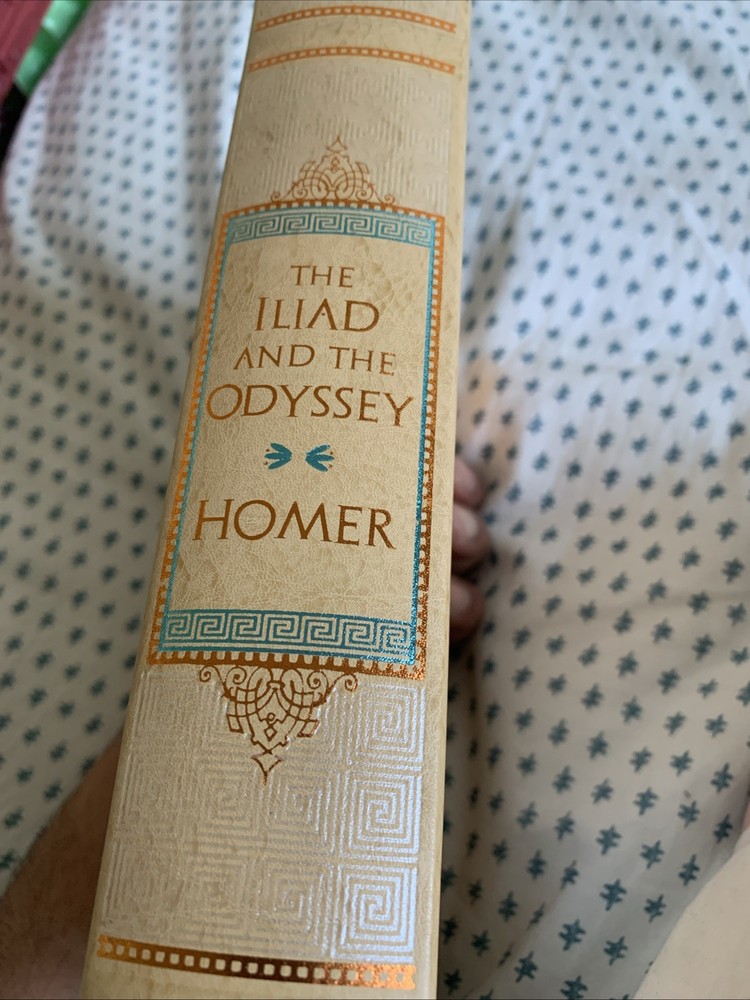 THE
ILIAD
AND THE
ODYSSEY
HOMER